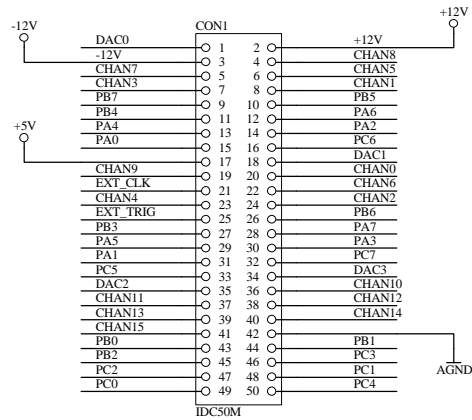 +12V
-12V
CON1
DAC0 1 2 +12V
-12V 3 4 CHAN8
CHAN7 5 6 CHAN5
CHAN3 7 8 CHAN1
PB7 9 10 PB5
PB4 11 12 PA6
PA4 13 14 PA2
+5V
PA0 15 16 PC6
17 18 DAC1
CHAN9 19 20 CHAN0
EXT_CLK 21 22 CHAN6
CHAN4 23 24 CHAN2
EXT_TRIG 25 26 PB6
PB3 27 28 PA7
PA5 29 30 PA3
PA1 31 32 PC7
PC5 33 34 DAC3
DAC2 35 36 CHAN10
CHAN11 37 38 CHAN12
CHAN13 39 40 CHAN14
CHAN15 41 42
PB0 43 44 PB1
PB2 45 46 PC3
PC2 47 48 PC1
AGND
PC0 49 50 PC4
IDC50M